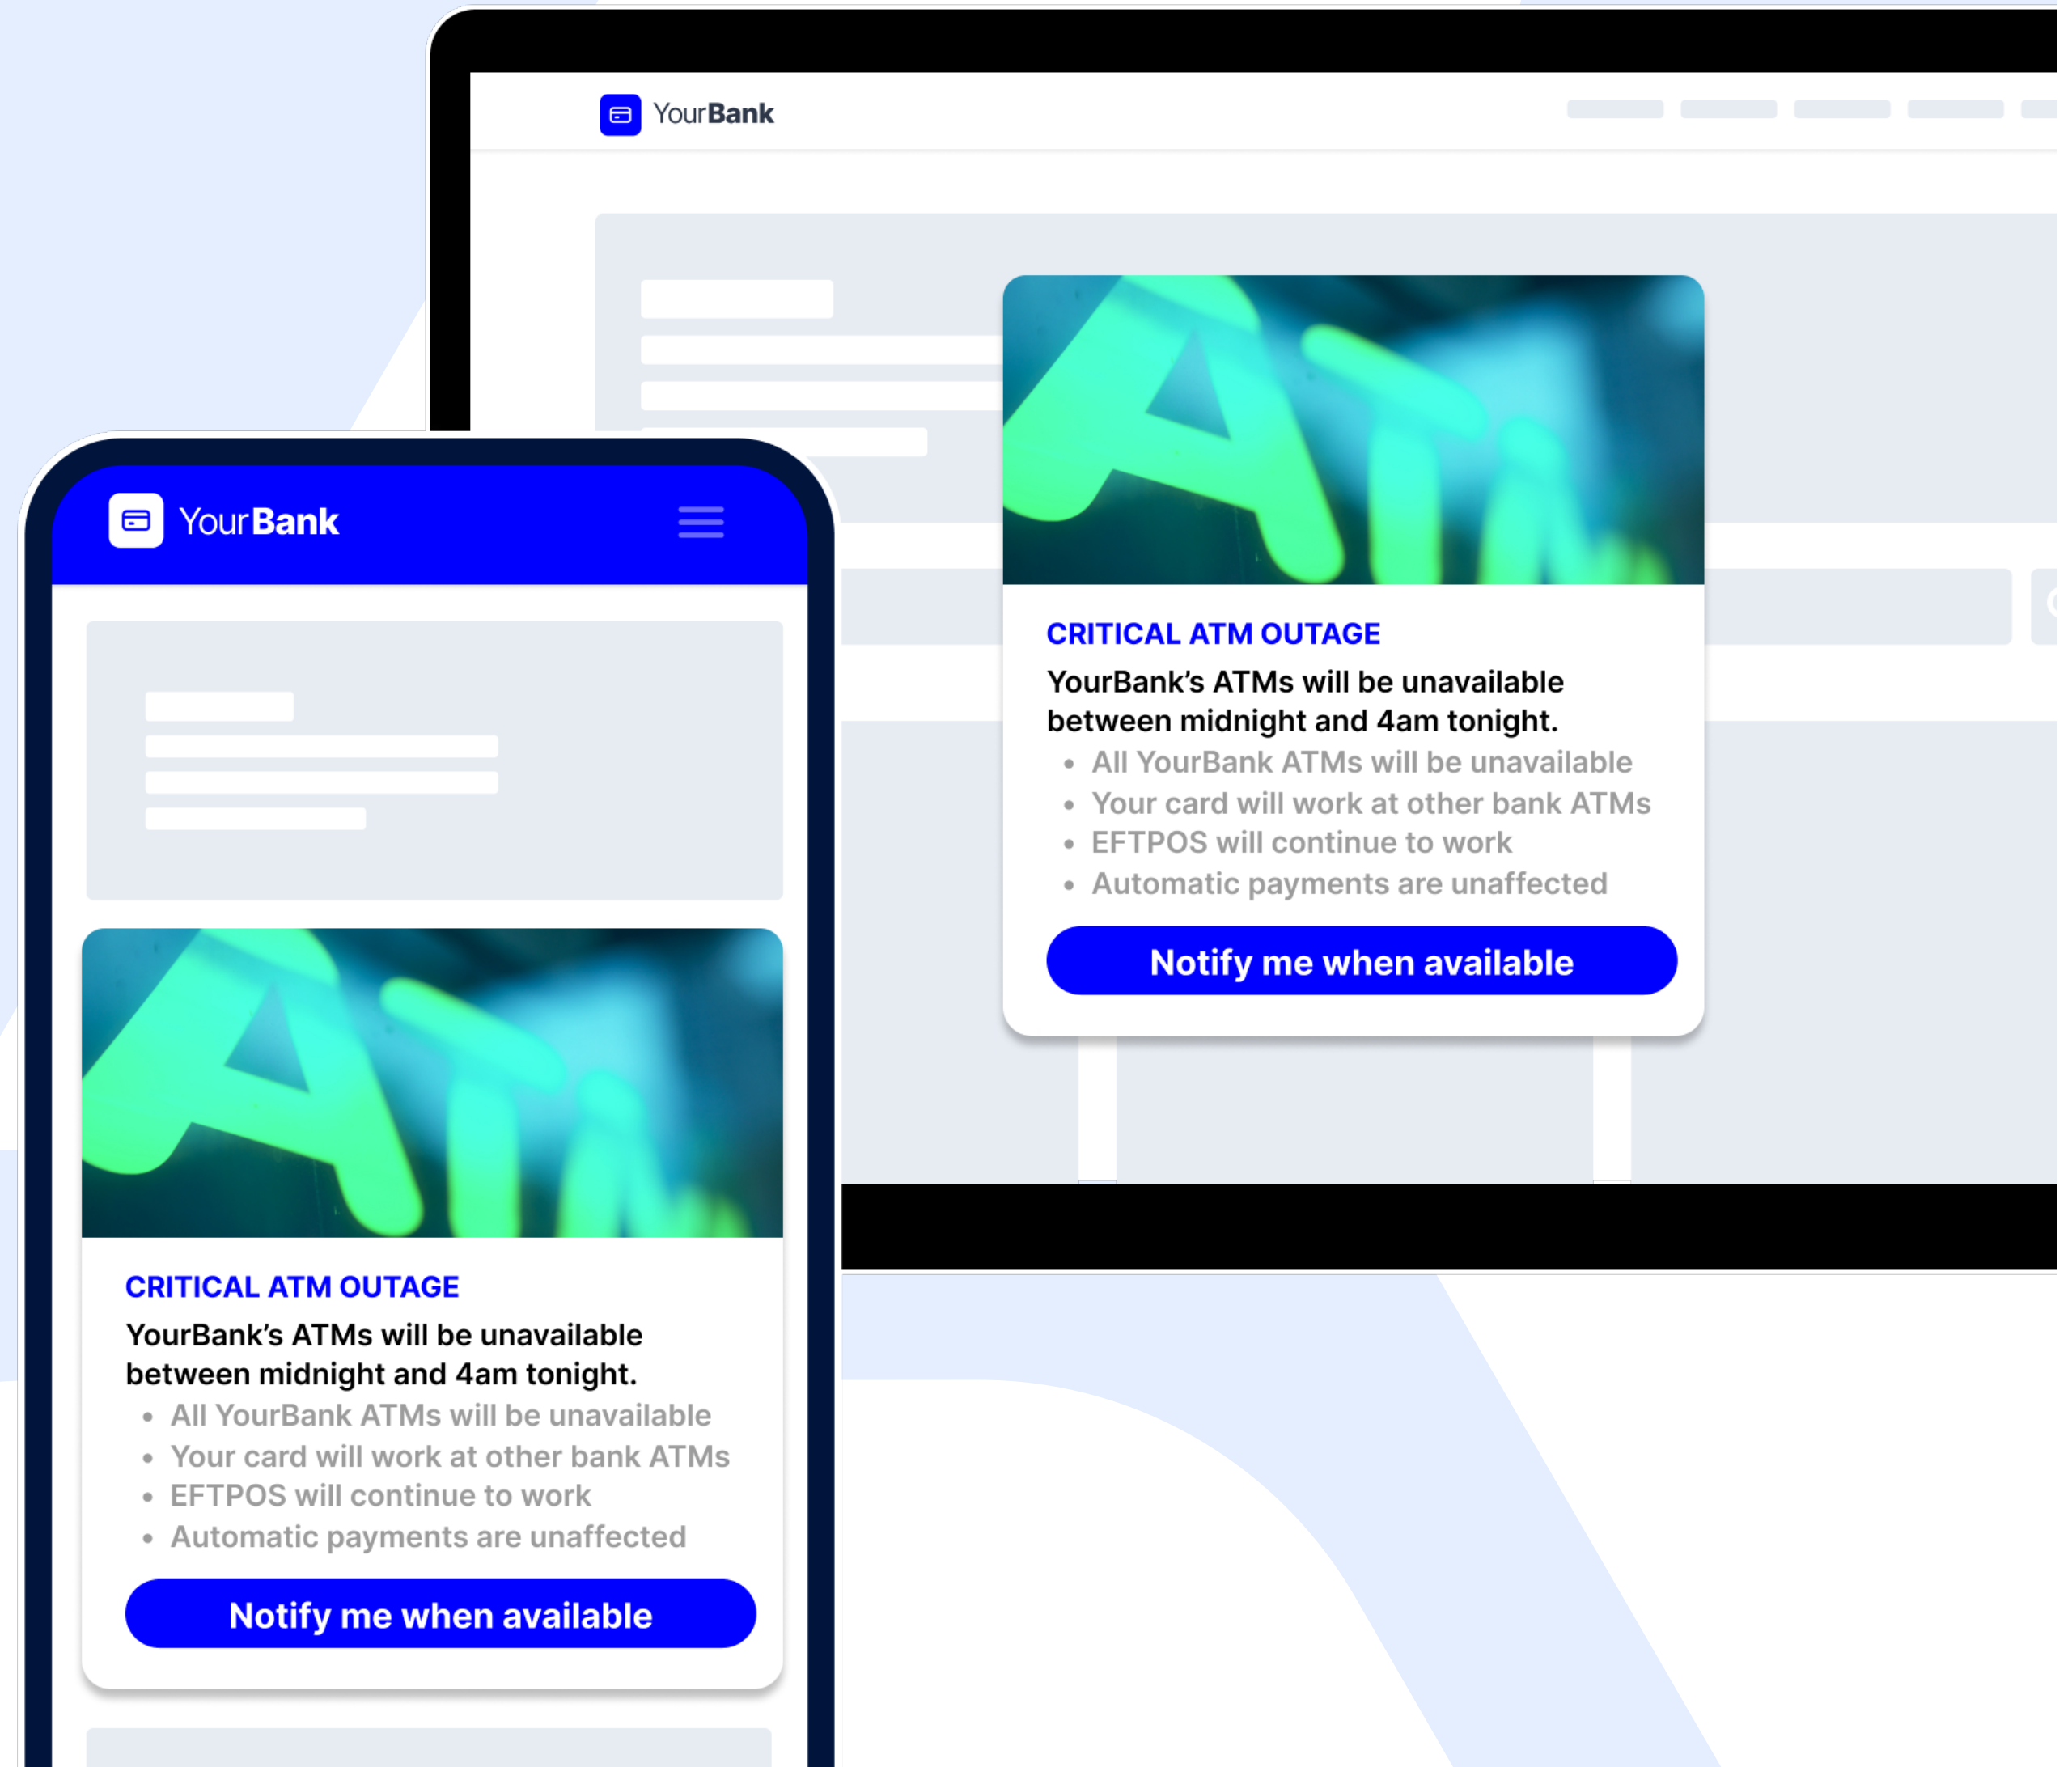 YourBank
ATm
CRITICAL ATM OUTAGE
YourBank’s ATMs will be unavailable
between midnight and 4am tonight.
• All YourBank ATMs will be unavailable
• Your card will work at other bank ATMs
• EFTPOS will continue to work
• Automatic payments are unaffected
Notify me when available
YourBank
ATm
CRITICAL ATM OUTAGE
YourBank’s ATMs will be unavailable
between midnight and 4am tonight.
• All YourBank ATMs will be unavailable
• Your card will work at other bank ATMs
• EFTPOS will continue to work
• Automatic payments are unaffected
Notify me when available